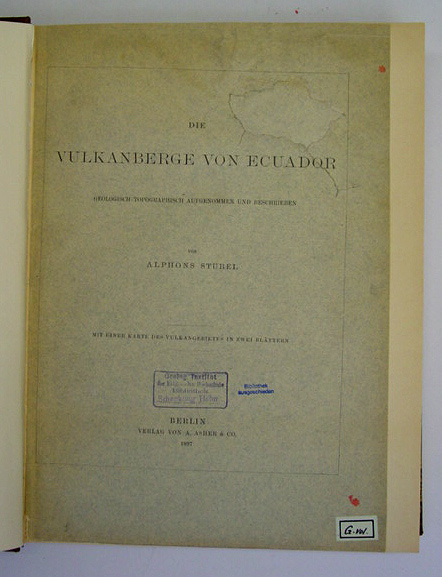 DIE
VULKANBERGE VON ECUADOR
GEOLOGISCH-TOPOGRAPHISCH AUFGENOMMEN UND BESCHRIEBEN
VON
ALPHONS STÜBEL
MIT EINER KARTE DES VULKANGEBIETES IN ZWEI BLÄTTERN
Geolog. Institut
Bibliothek
ausgeschieden
BERLIN
VERLAG VON A. ASHER & CO.
1897